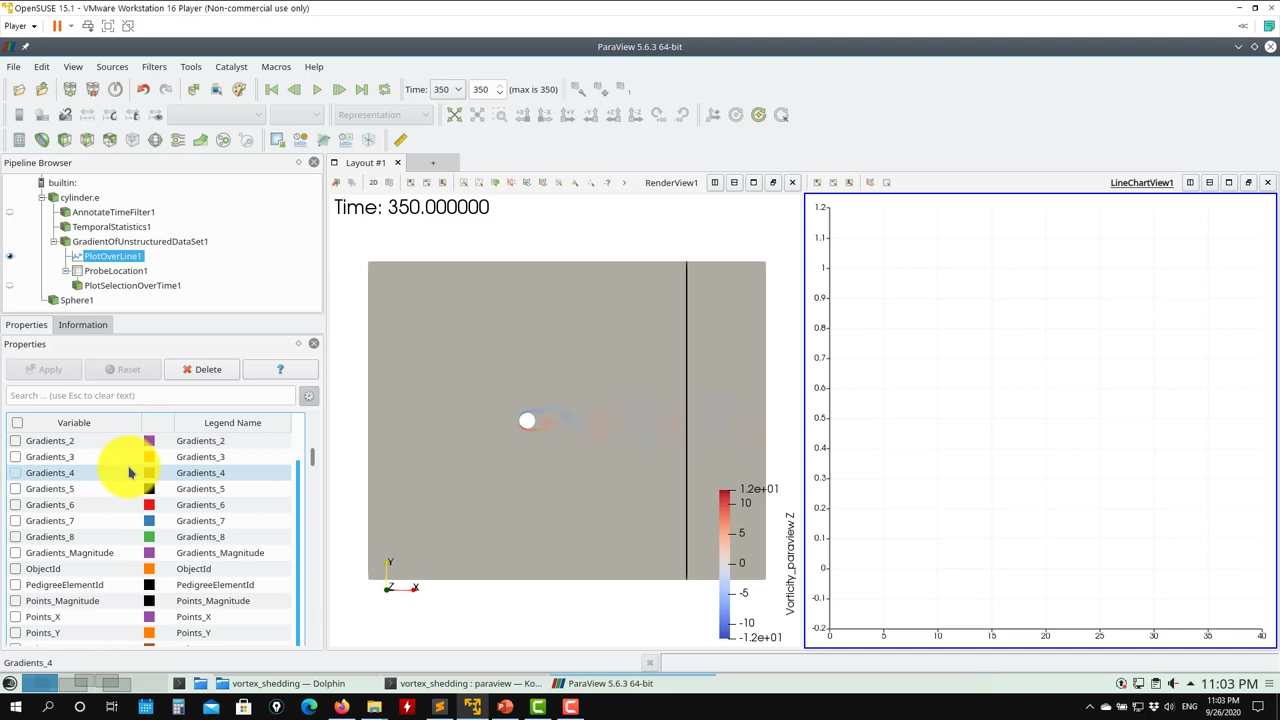 OpenSUSE 15.1 - VMware Workstation 16 Player (Non-commercial use only)
Player
ParaView 5.6.3 64-bit
File Edit View Sources Filters Tools Catalyst Macros Help
Time: 350 350 (max is 350)
Representation
Pipeline Browser
Layout #1
builtin:
cylinder.e
AnnotateTimeFilter1
TemporalStatistics1
GradientOfUnstructuredDataSet1
PlotOverLine1
ProbeLocation1
PlotSelectionOverTime1
Sphere1
Properties Information
Properties
Apply Reset Delete ?
Search ... (use Esc to clear text)
Variable Legend Name
Gradients_2 Gradients_2
Gradients_3 Gradients_3
Gradients_4 Gradients_4
Gradients_5 Gradients_5
Gradients_6 Gradients_6
Gradients_7 Gradients_7
Gradients_8 Gradients_8
Gradients_Magnitude Gradients_Magnitude
ObjectId ObjectId
PedigreeElementId PedigreeElementId
Points_Magnitude Points_Magnitude
Points_X Points_X
Points_Y Points_Y
Gradients_4
2D RenderView1
Time: 350.000000
Y
Z X
1.2e+01
10
5
0
-5
-10
-1.2e+01
Vorticity_paraview Z
LineChartView1
1.2
1.1
1
0.9
0.8
0.7
0.6
0.5
0.4
0.3
0.2
0.1
0
-0.1
-0.2
0 5 10 15 20 25 30 35 40
vortex_shedding — Dolphin
vortex_shedding : paraview — Ko...
ParaView 5.6.3 64-bit
11:03 PM
ENG
11:03 PM
9/26/2020